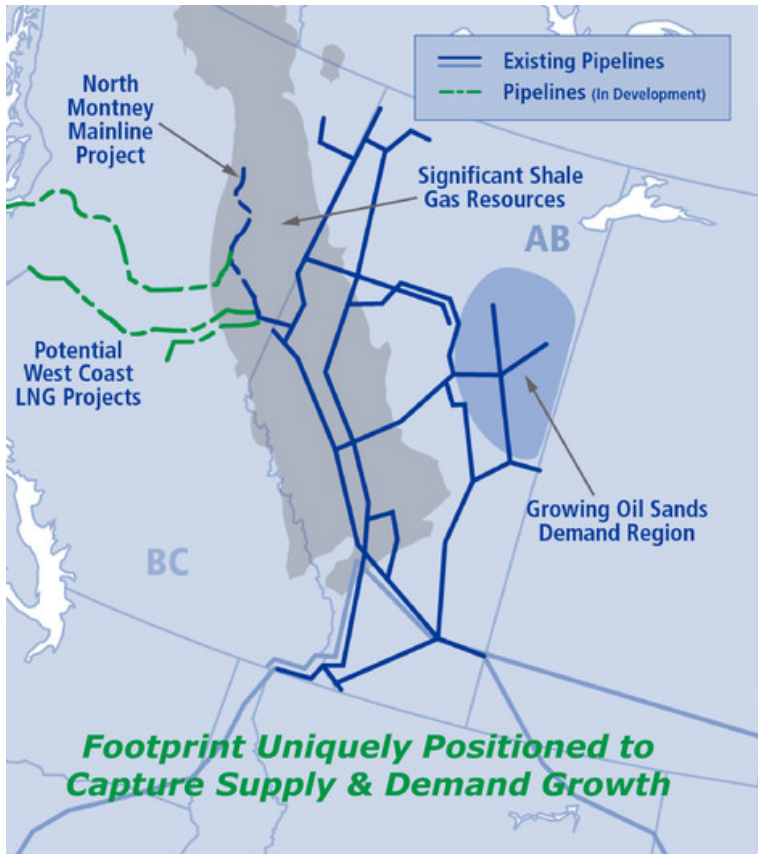 North
Montney
Mainline
Project
Existing Pipelines
Pipelines (In Development)
Significant Shale
Gas Resources
AB
Potential
West Coast
LNG Projects
Growing Oil Sands
Demand Region
BC
Footprint Uniquely Positioned to
Capture Supply & Demand Growth